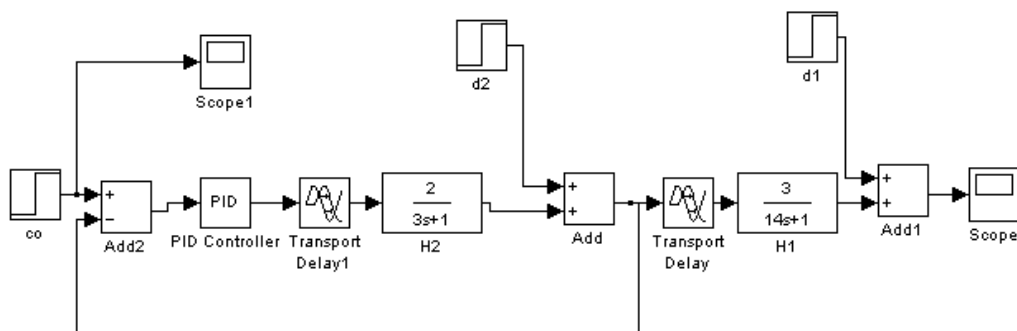 d2
d1
Scope1
co
+
−
Add2
PID
PID Controller
Transport
Delay1
2
3s+1
H2
+
+
Add
Transport
Delay
3
14s+1
H1
+
+
Add1
Scope